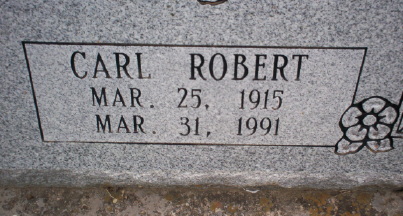 CARL ROBERT
MAR. 25, 1915
MAR. 31, 1991